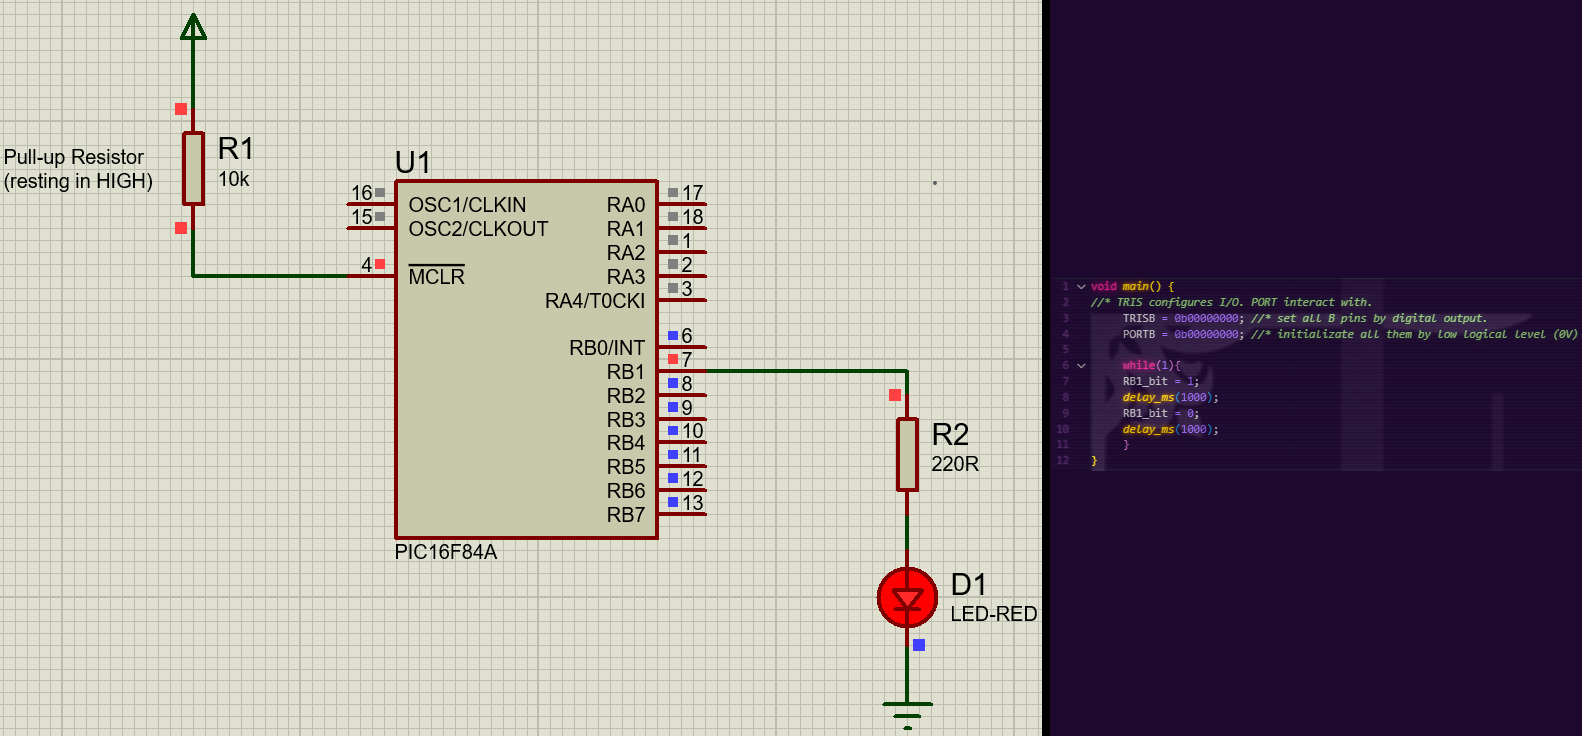 Pull-up Resistor
(resting in HIGH)
R1
10k
U1
16
15
4
OSC1/CLKIN
OSC2/CLKOUT
MCLR
RA0
RA1
RA2
RA3
RA4/T0CKI
RB0/INT
RB1
RB2
RB3
RB4
RB5
RB6
RB7
17
18
1
2
3
6
7
8
9
10
11
12
13
PIC16F84A
R2
220R
D1
LED-RED
1 void main() {
2 //* TRIS configures I/O. PORT interact with.
3 TRISB = 0b00000000; //* set all B pins by digital output.
4 PORTB = 0b00000000; //* initializate all them by low logical level (0V)
5
6 while(1){
7 RB1_bit = 1;
8 delay_ms(1000);
9 RB1_bit = 0;
10 delay_ms(1000);
11 }
12 }